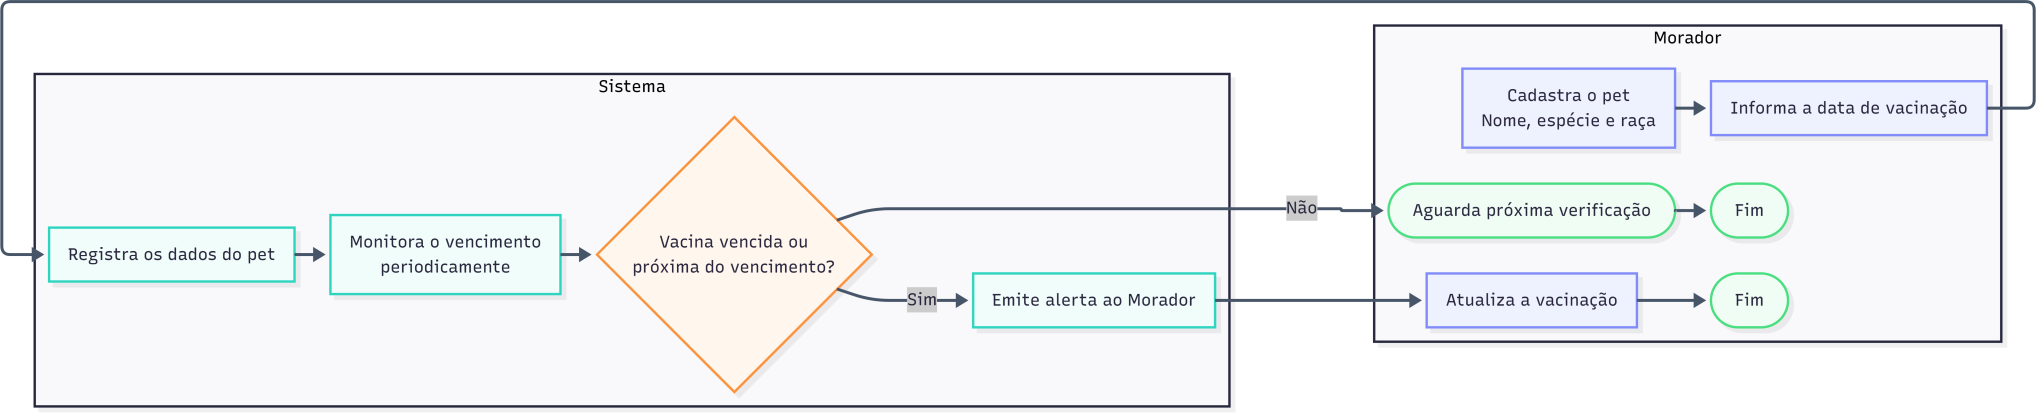 Morador
Cadastra o pet
Nome, espécie e raça
Informa a data de vacinação
Sistema
Registra os dados do pet
Monitora o vencimento
periodicamente
Vacina vencida ou
próxima do vencimento?
Não
Aguarda próxima verificação
Fim
Sim
Emite alerta ao Morador
Atualiza a vacinação
Fim